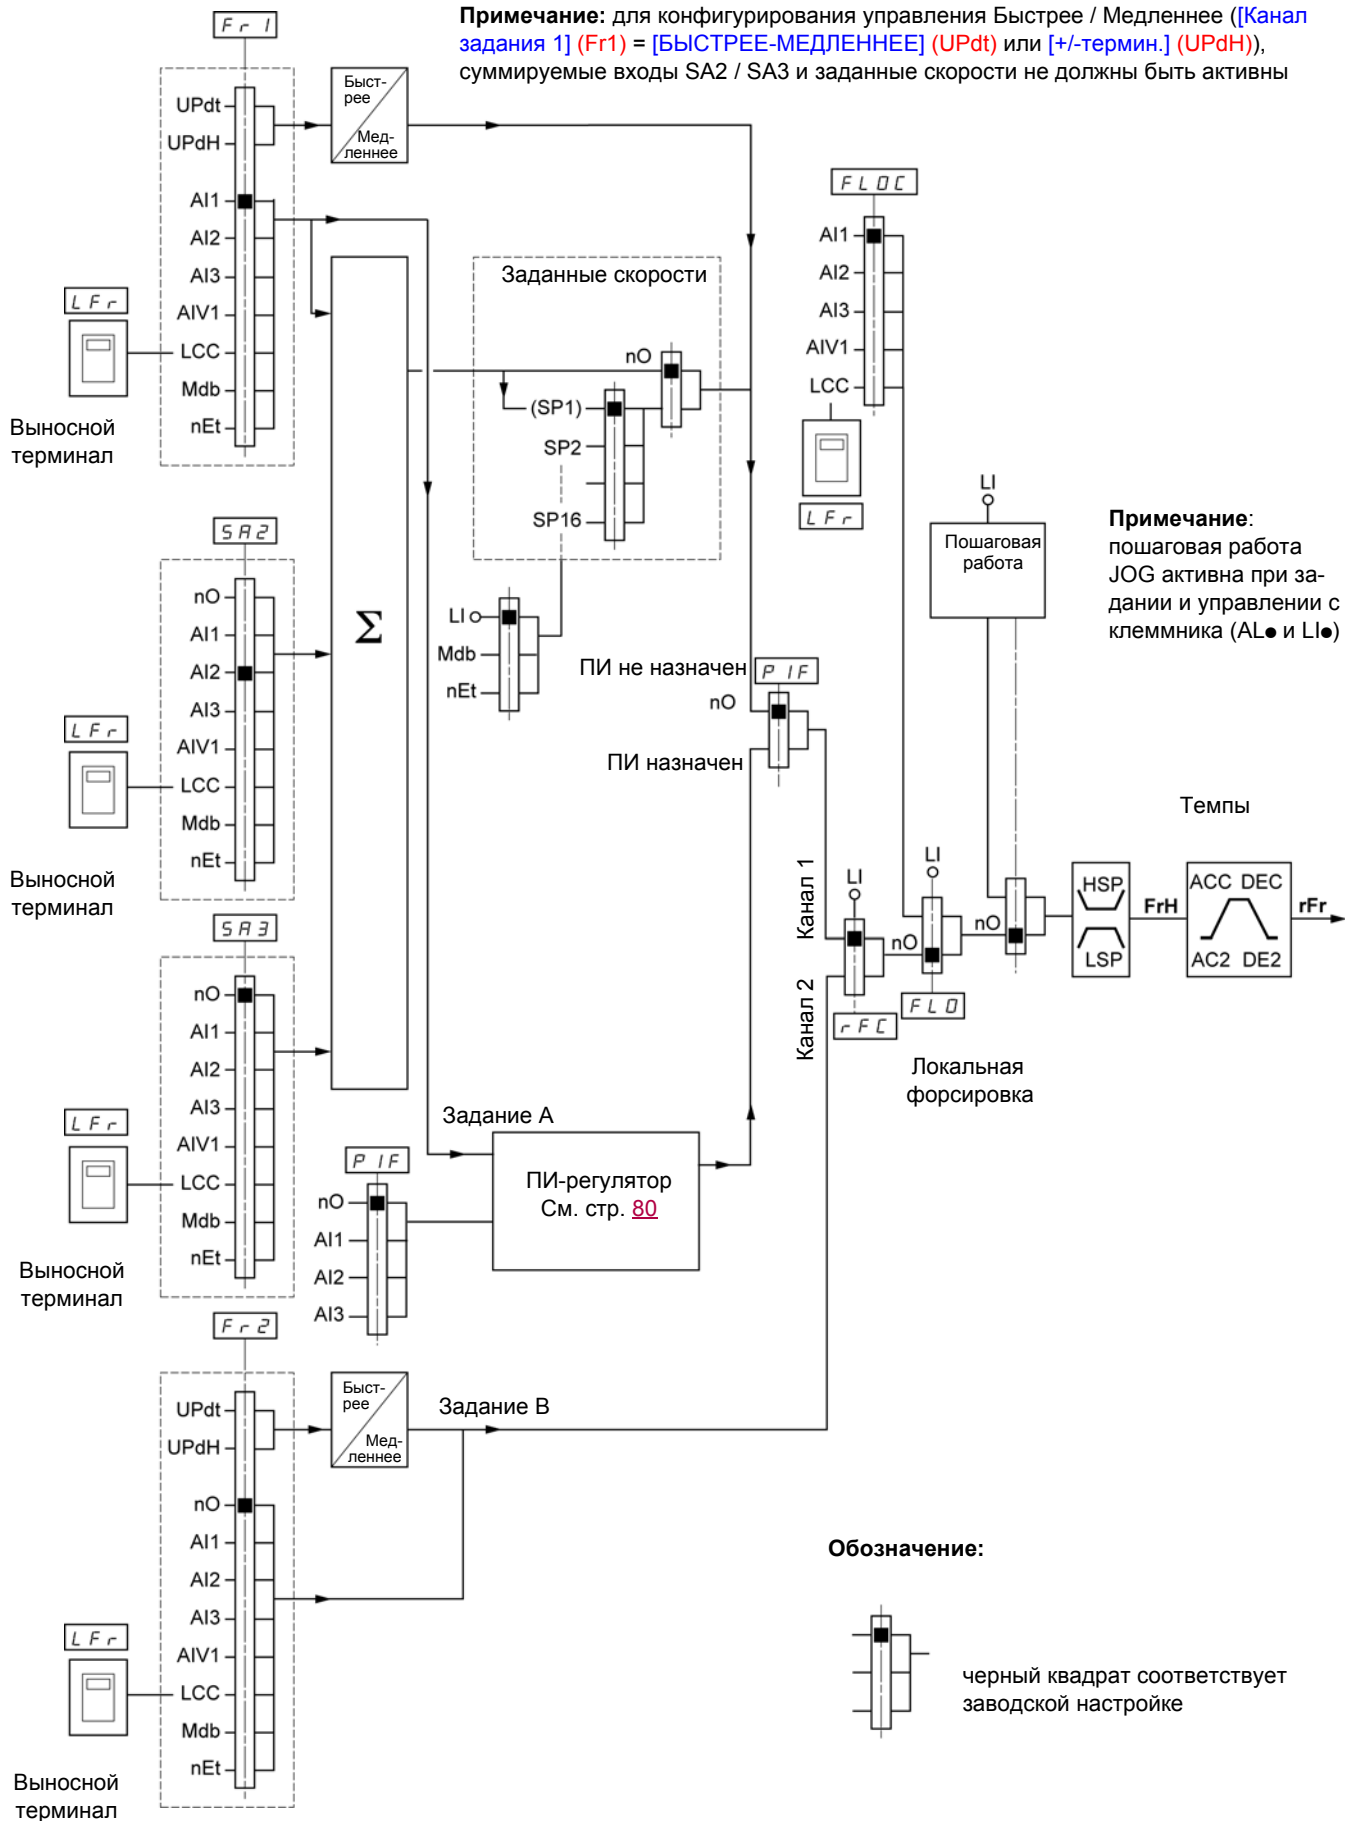 Примечание: для конфигурирования управления Быстрее / Медленнее ([Канал
задания 1] (Fr1) = [БЫСТРЕЕ-МЕДЛЕННЕЕ] (UPdt) или [+/-термин.] (UPdH)),
суммируемые входы SA2 / SA3 и заданные скорости не должны быть активны
Fr1
UPdt
UPdH
AI1
AI2
AI3
AIV1
LCC
Mdb
nEt
LFr
Выносной
терминал
Быст-
рее
Мед-
леннее
SA2
nO
AI1
AI2
AI3
AIV1
LCC
Mdb
nEt
LFr
Выносной
терминал
SA3
nO
AI1
AI2
AI3
AIV1
LCC
Mdb
nEt
LFr
Выносной
терминал
Σ
Заданные скорости
nO
(SP1)
SP2
SP16
LI
Mdb
nEt
FLOC
AI1
AI2
AI3
AIV1
LCC
LFr
LI
Пошаговая
работа
Примечание:
пошаговая работа
JOG активна при за-
дании и управлении с
клеммника (AL● и LI●)
ПИ не назначен
PIF
nO
ПИ назначен
Канал 1
Канал 2
LI
rFC
nO
LI
FLO
Локальная
форсировка
nO
HSP
LSP
FrH
Темпы
ACC DEC
AC2 DE2
rFr
Задание A
PIF
nO
AI1
AI2
AI3
ПИ-регулятор
См. стр. 80
Fr2
UPdt
UPdH
nO
AI1
AI2
AI3
AIV1
LCC
Mdb
nEt
LFr
Выносной
терминал
Быст-
рее
Мед-
леннее
Задание B
Обозначение:
черный квадрат соответствует
заводской настройке